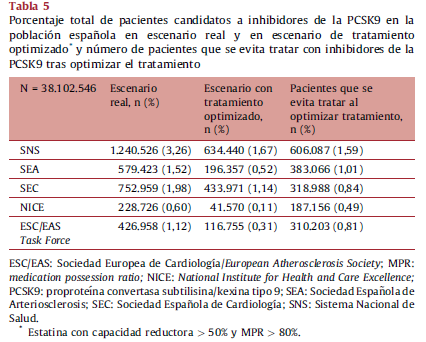 Tabla 5
Porcentaje total de pacientes candidatos a inhibidores de la PCSK9 en la
población española en escenario real y en escenario de tratamiento
optimizado* y número de pacientes que se evita tratar con inhibidores de la
PCSK9 tras optimizar el tratamiento
N = 38.102.546 Escenario real, n (%) Escenario con tratamiento optimizado, n (%) Pacientes que se evita tratar al optimizar tratamiento, n (%)
SNS 1.240.526 (3,26) 634.440 (1,67) 606.087 (1,59)
SEA 579.423 (1,52) 196.357 (0,52) 383.066 (1,01)
SEC 752.959 (1,98) 433.971 (1,14) 318.988 (0,84)
NICE 228.726 (0,60) 41.570 (0,11) 187.156 (0,49)
ESC/EAS 426.958 (1,12) 116.755 (0,31) 310.203 (0,81)
Task Force
ESC/EAS: Sociedad Europea de Cardiología/European Atherosclerosis Society; MPR:
medication possession ratio; NICE: National Institute for Health and Care Excellence;
PCSK9: proproteína convertasa subtilisina/kexina tipo 9; SEA: Sociedad Española de
Arteriosclerosis; SEC: Sociedad Española de Cardiología; SNS: Sistema Nacional de
Salud.
* Estatina con capacidad reductora > 50% y MPR > 80%.